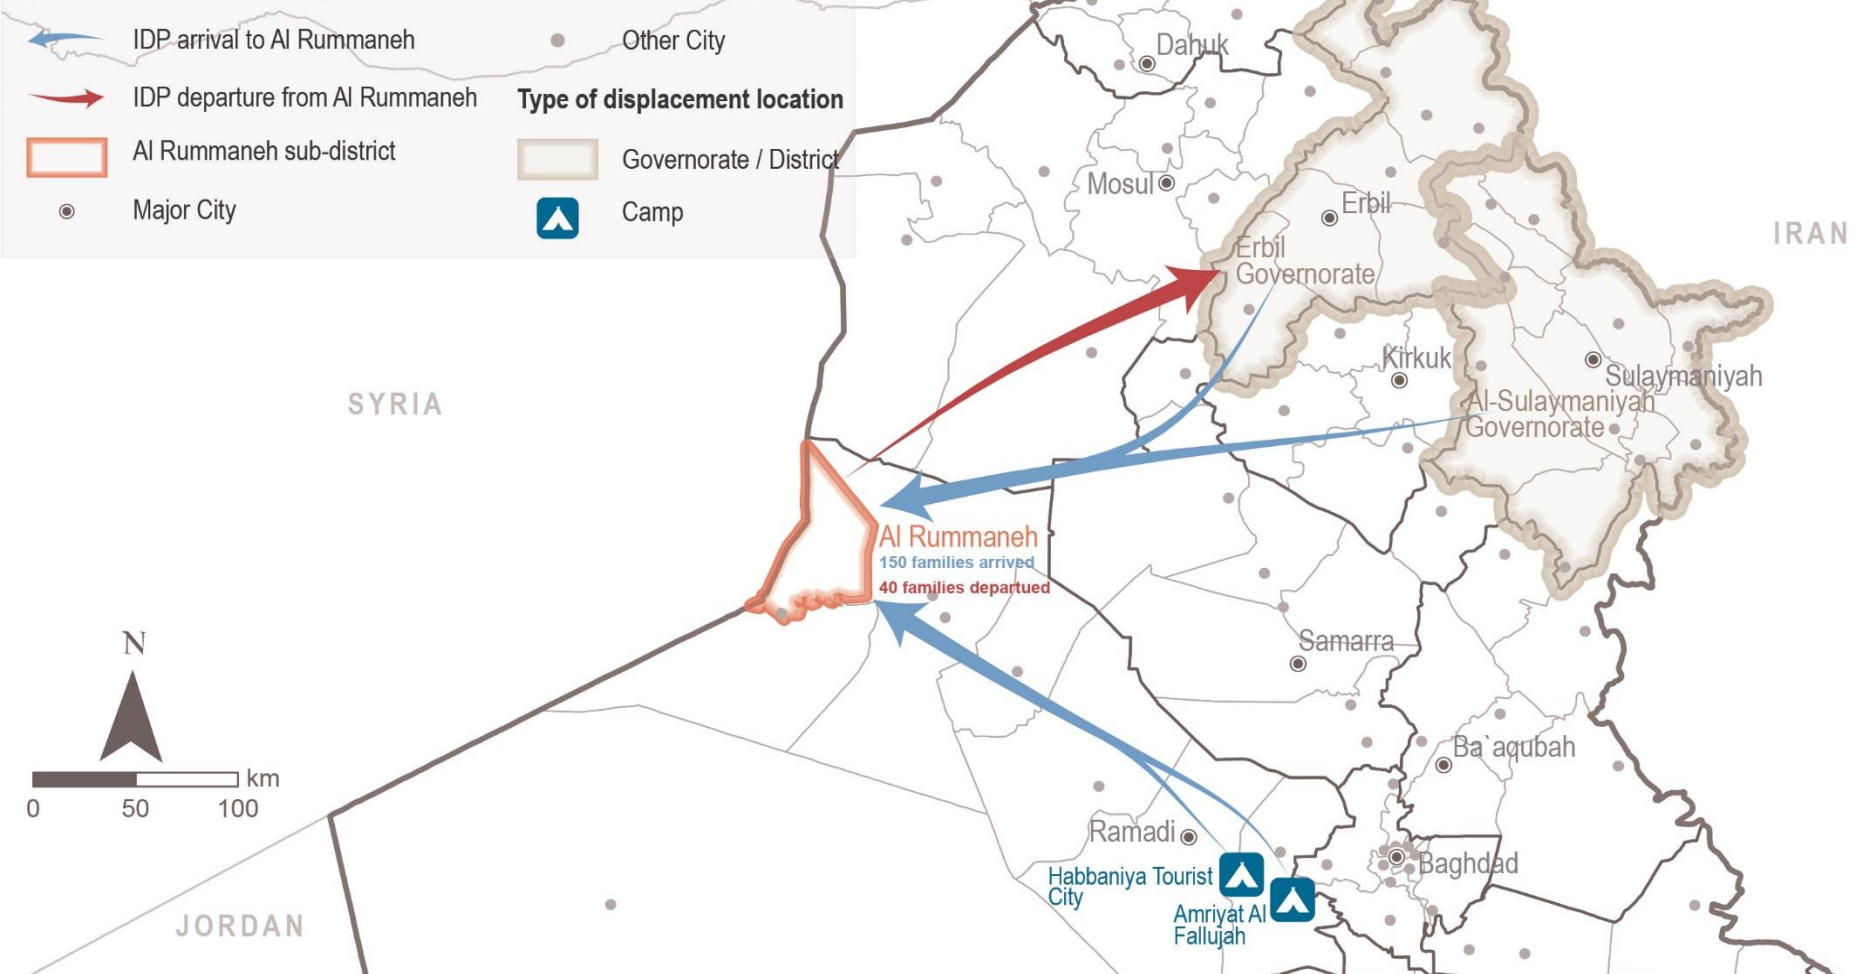 IDP arrival to Al Rummaneh
IDP departure from Al Rummaneh
Al Rummaneh sub-district
Major City
Other City
Type of displacement location
Governorate / District
Camp
Dahuk
Mosul
Erbil
Erbil
Governorate
IRAN
Kirkuk
Sulaymaniyah
Al-Sulaymaniyah
Governorate
SYRIA
Al Rummaneh
150 families arrived
40 families departued
Samarra
N
km
0 50 100
Ba`aqubah
Ramadi
Baghdad
Habbaniya Tourist
City
Amriyat Al
Fallujah
JORDAN